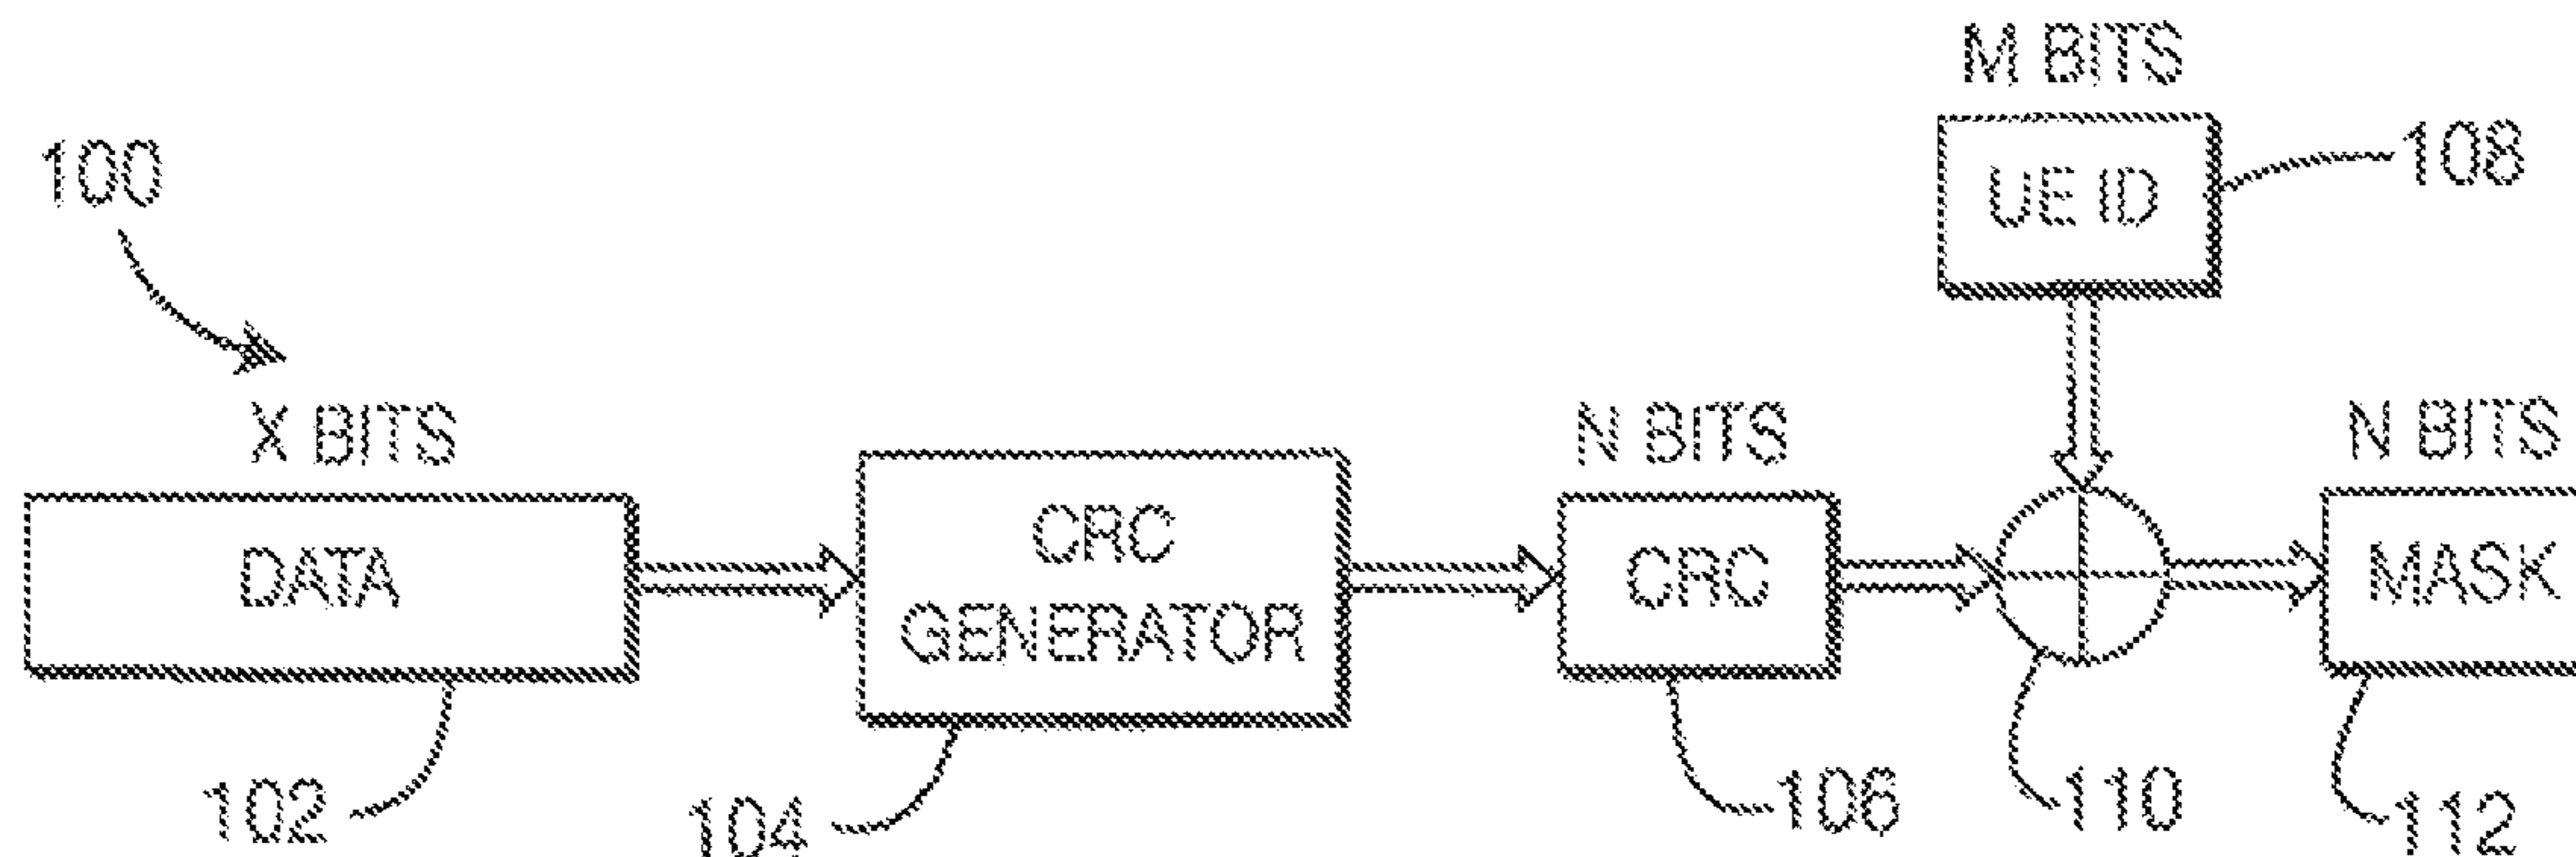 M BITS
100
UE ID
108
X BITS
N BITS
N BITS
DATA
CRC
GENERATOR
CRC
MASK
102
104
106
110
112